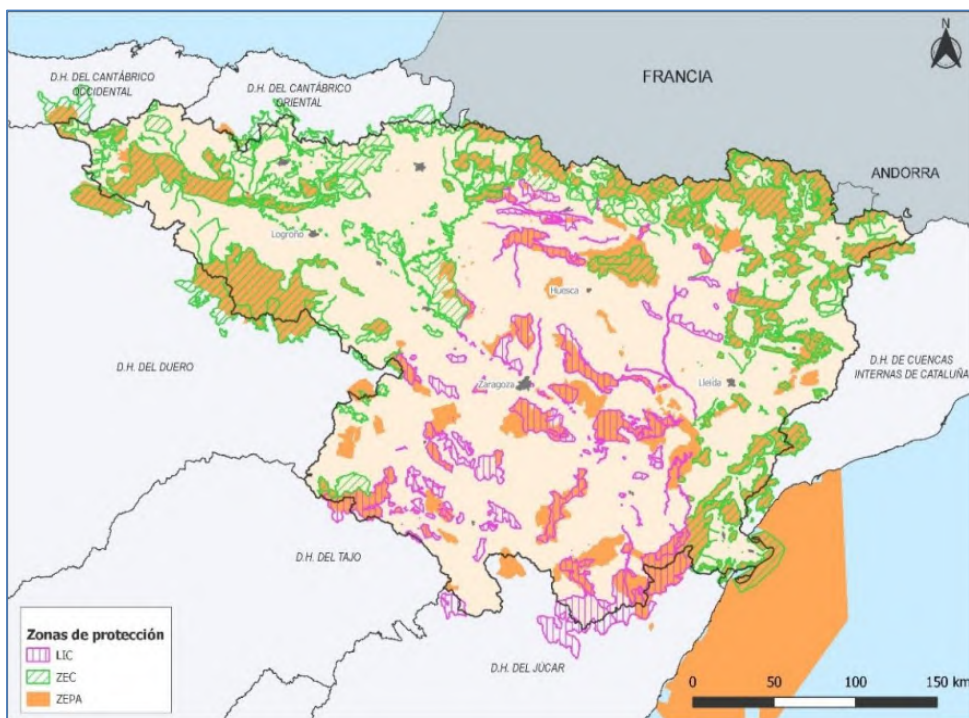 N
FRANCIA
D.H. DEL CANTÁBRICO
OCCIDENTAL
D.H. DEL CANTÁBRICO
ORIENTAL
ANDORRA
Logroño
Huesca
D.H. DEL DUERO
Zaragoza
Lleida
D.H. DE CUENCAS
INTERNAS DE CATALUÑA
D.H. DEL TAJO
D.H. DEL JÚCAR
Zonas de protección
LIC
ZEC
ZEPA
0 50 100 150 km